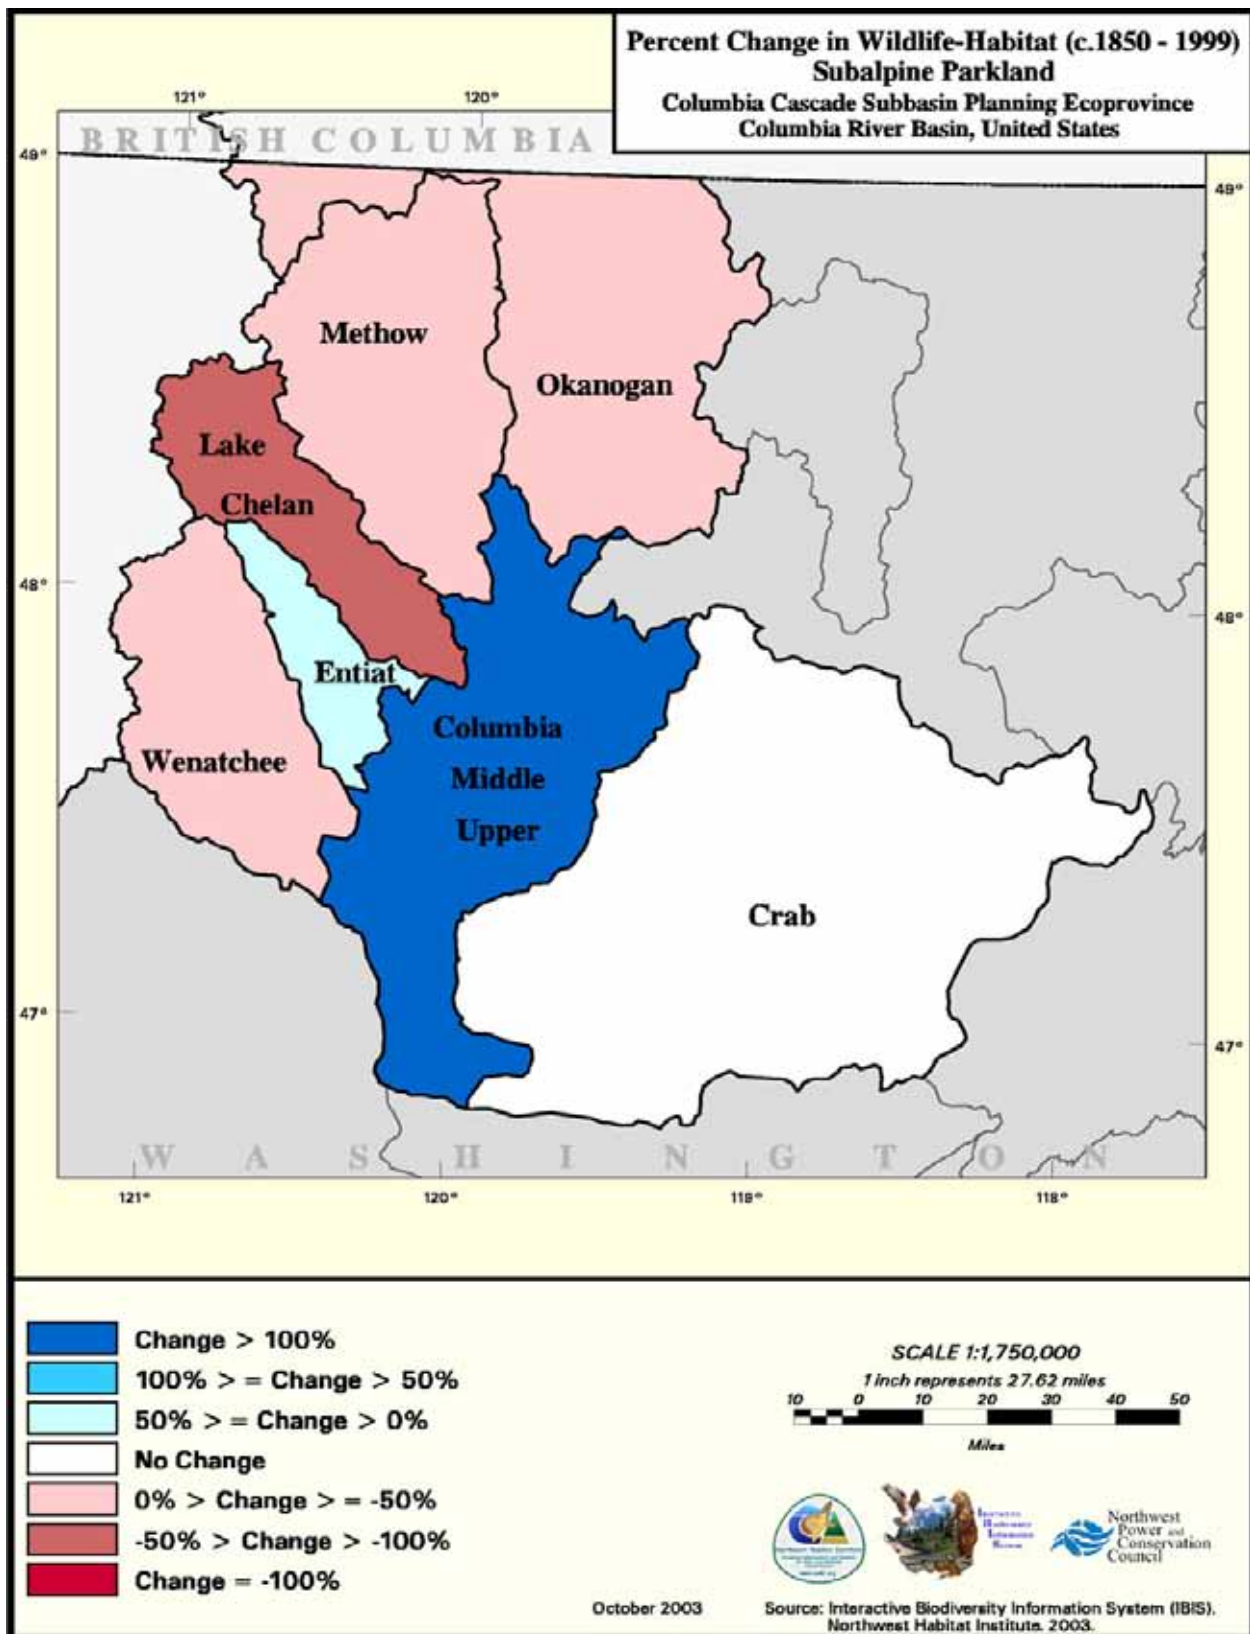 Percent Change in Wildlife-Habitat (c.1850 - 1999)
Subalpine Parkland
Columbia Cascade Subbasin Planning Ecoprovince
Columbia River Basin, United States
121°
120°
BRITISH COLUMBIA
49°
49°
Methow
Okanogan
Lake
Chelan
48°
48°
Entiat
Wenatchee
Columbia
Middle
Upper
Crab
47°
47°
WASHINGTON
121°
120°
119°
118°
Change > 100%
100% > = Change > 50%
50% > = Change > 0%
No Change
0% > Change > = -50%
-50% > Change > -100%
Change = -100%
SCALE 1:1,750,000
1 inch represents 27.62 miles
10 0 10 20 30 40 50
Miles
Interactive
Biodiversity
Information
System
Northwest
Power and
Conservation
Council
October 2003
Source: Interactive Biodiversity Information System (IBIS).
Northwest Habitat Institute. 2003.